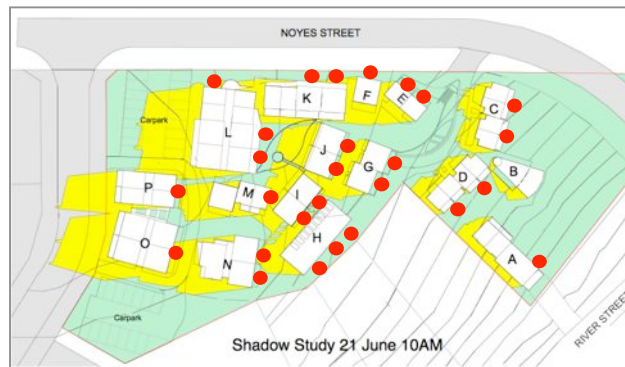 NOYES STREET
K
F
E
C
Carpark
L
J
G
B
P
M
I
D
H
O
N
A
Carpark
RIVER STREET
Shadow Study 21 June 10AM